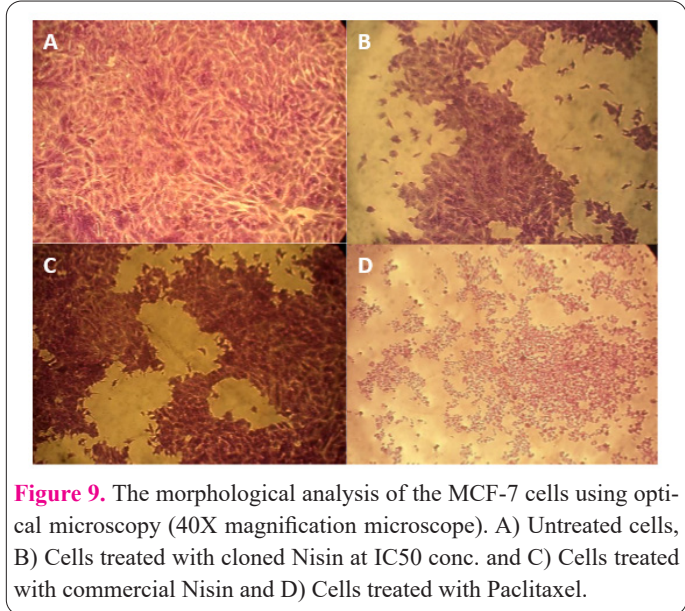 A
B
C
D
Figure 9. The morphological analysis of the MCF-7 cells using opti-
cal microscopy (40X magnification microscope). A) Untreated cells,
B) Cells treated with cloned Nisin at IC50 conc. and C) Cells treated
with commercial Nisin and D) Cells treated with Paclitaxel.